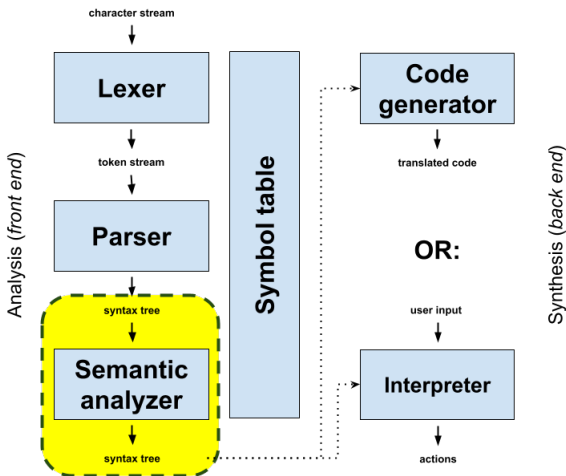 character stream
Lexer
token stream
Parser
syntax tree
Semantic
analyzer
syntax tree
Analysis (front end)
Symbol table
Code
generator
translated code
OR:
user input
Interpreter
actions
Synthesis (back end)